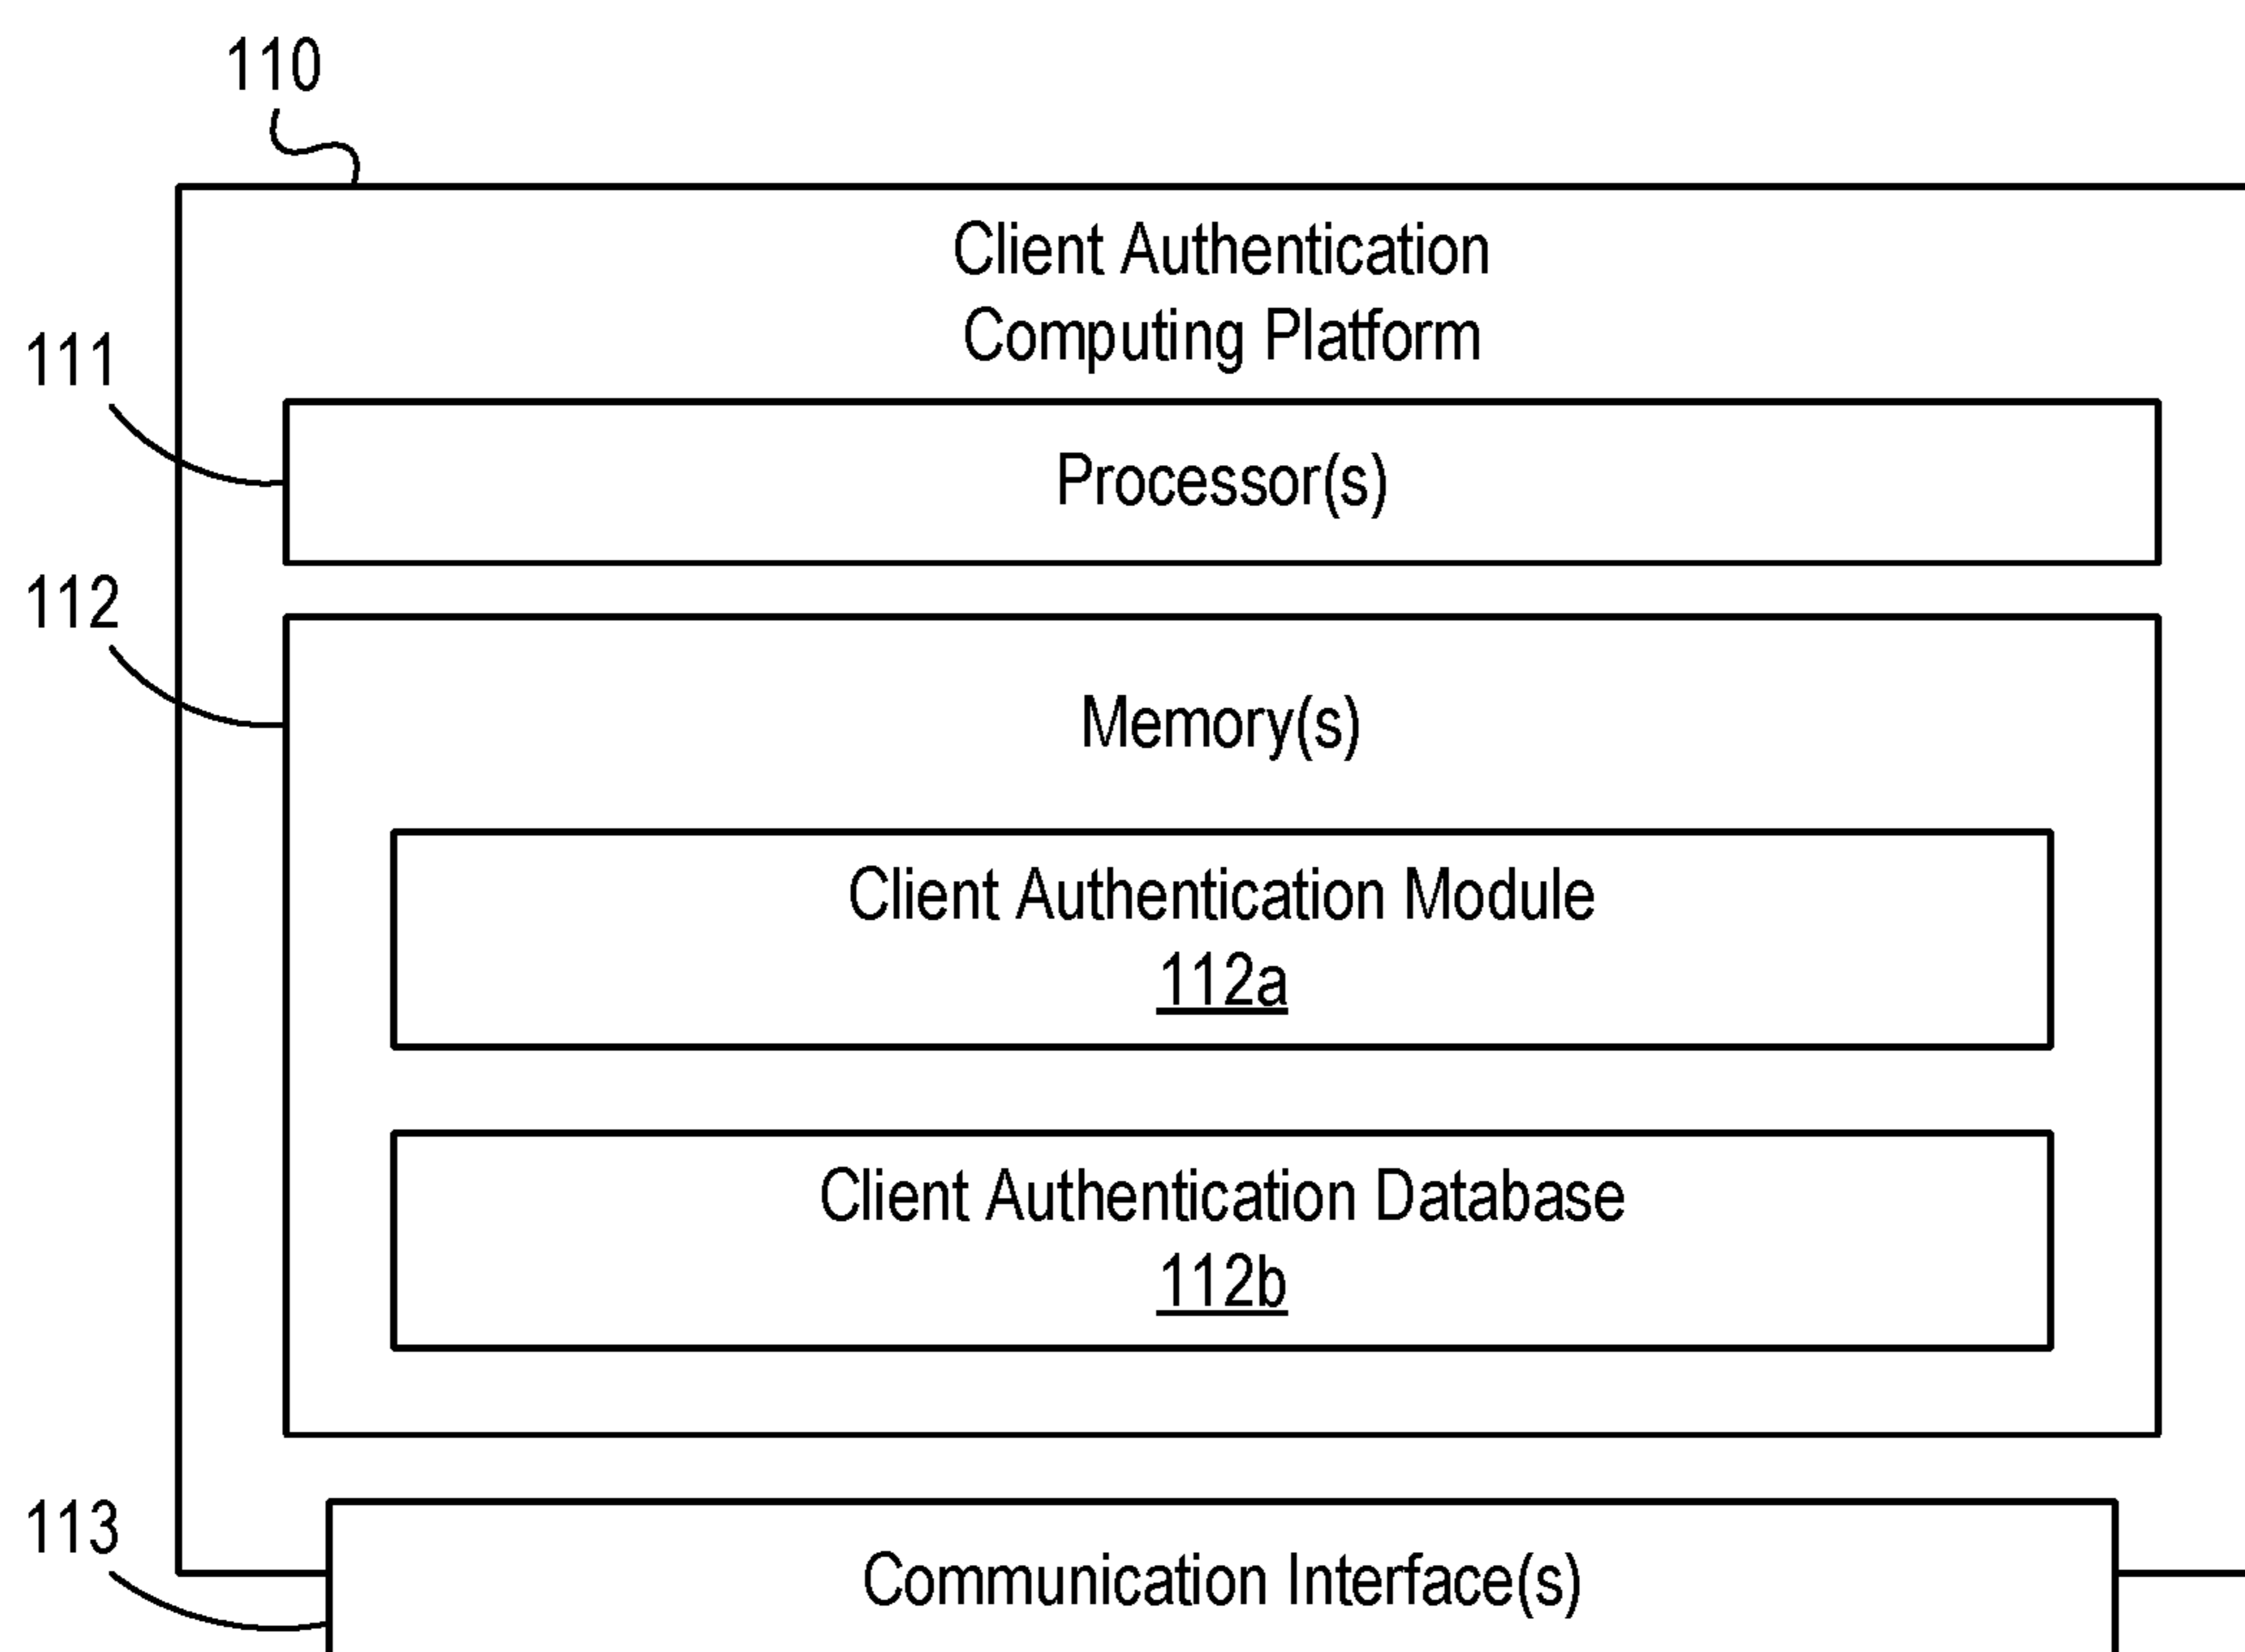 110
Client Authentication
Computing Platform
111
Processor(s)
112
Memory(s)
Client Authentication Module
112a
Client Authentication Database
112b
113
Communication Interface(s)